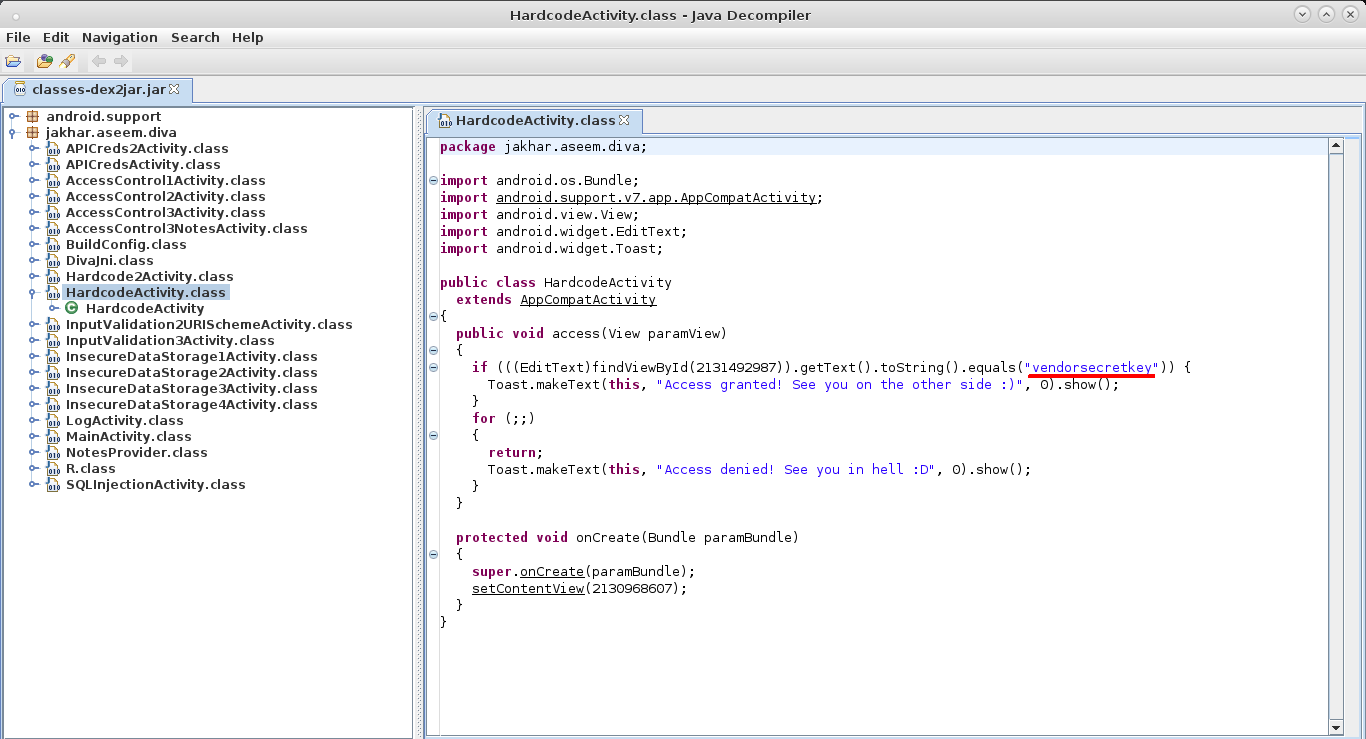 HardcodeActivity.class - Java Decompiler
File Edit Navigation Search Help
classes-dex2jar.jar
android.support
jakhar.aseem.diva
APICreds2Activity.class
APICredsActivity.class
AccessControl1Activity.class
AccessControl2Activity.class
AccessControl3Activity.class
AccessControl3NotesActivity.class
BuildConfig.class
DivaJni.class
Hardcode2Activity.class
HardcodeActivity.class
HardcodeActivity
InputValidation2URISchemeActivity.class
InputValidation3Activity.class
InsecureDataStorage1Activity.class
InsecureDataStorage2Activity.class
InsecureDataStorage3Activity.class
InsecureDataStorage4Activity.class
LogActivity.class
MainActivity.class
NotesProvider.class
R.class
SQLInjectionActivity.class
HardcodeActivity.class
package jakhar.aseem.diva;
import android.os.Bundle;
import android.support.v7.app.AppCompatActivity;
import android.view.View;
import android.widget.EditText;
import android.widget.Toast;
public class HardcodeActivity
extends AppCompatActivity
{
public void access(View paramView)
{
if (((EditText)findViewById(2131492987)).getText().toString().equals("vendorsecretkey")) {
Toast.makeText(this, "Access granted! See you on the other side :)", 0).show();
}
for (;;)
{
return;
Toast.makeText(this, "Access denied! See you in hell :D", 0).show();
}
}
protected void onCreate(Bundle paramBundle)
{
super.onCreate(paramBundle);
setContentView(2130968607);
}
}